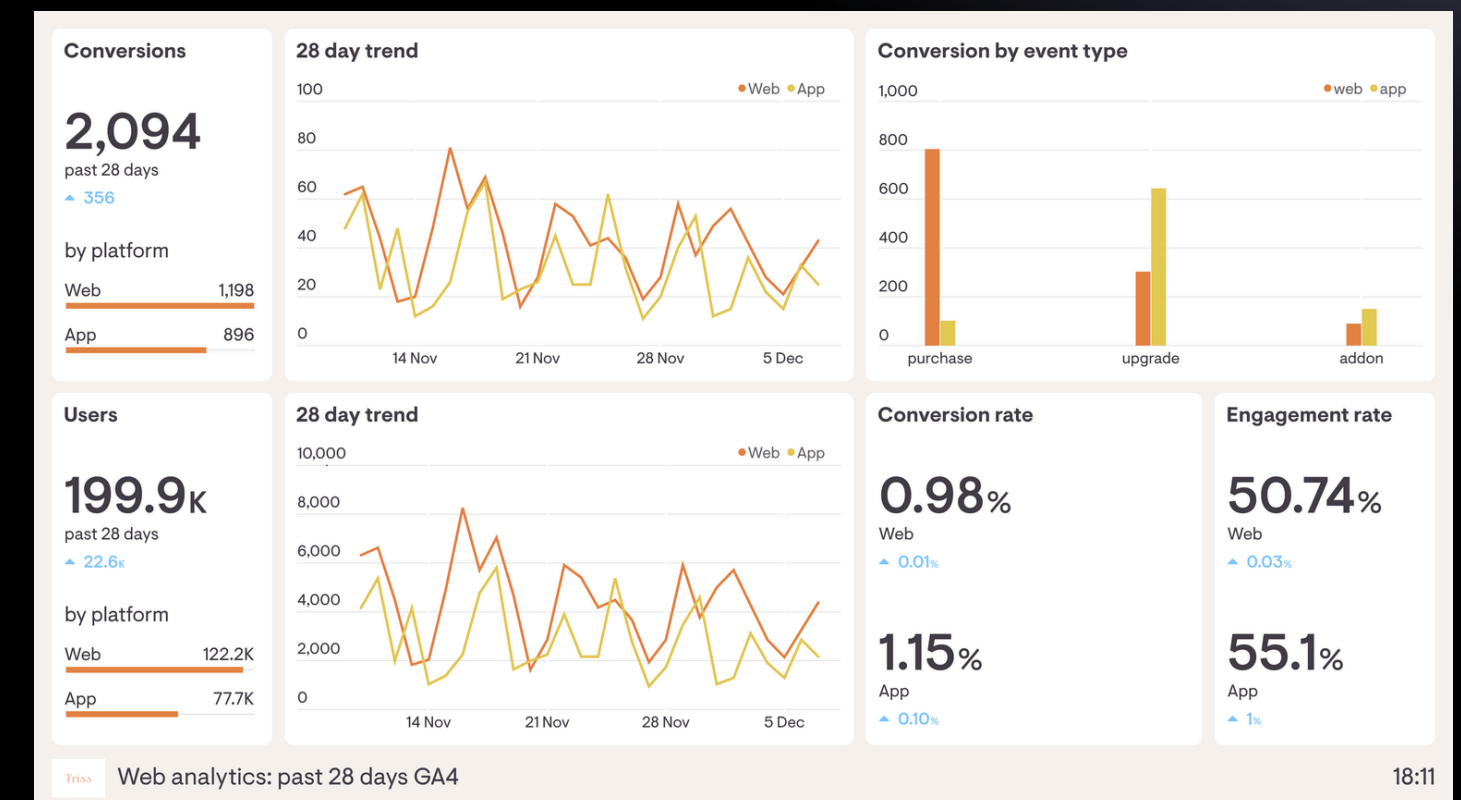 Conversions
2,094
past 28 days
356
by platform
Web 1,198
App 896
28 day trend
Web App
100
80
60
40
20
0
14 Nov 21 Nov 28 Nov 5 Dec
Conversion by event type
web app
1,000
800
600
400
200
0
purchase upgrade addon
Users
199.9K
past 28 days
22.6K
by platform
Web 122.2K
App 77.7K
28 day trend
Web App
10,000
8,000
6,000
4,000
2,000
0
14 Nov 21 Nov 28 Nov 5 Dec
Conversion rate
0.98%
Web
0.01%
1.15%
App
0.10%
Engagement rate
50.74%
Web
0.03%
55.1%
App
1%
Triss Web analytics: past 28 days GA4 18:11